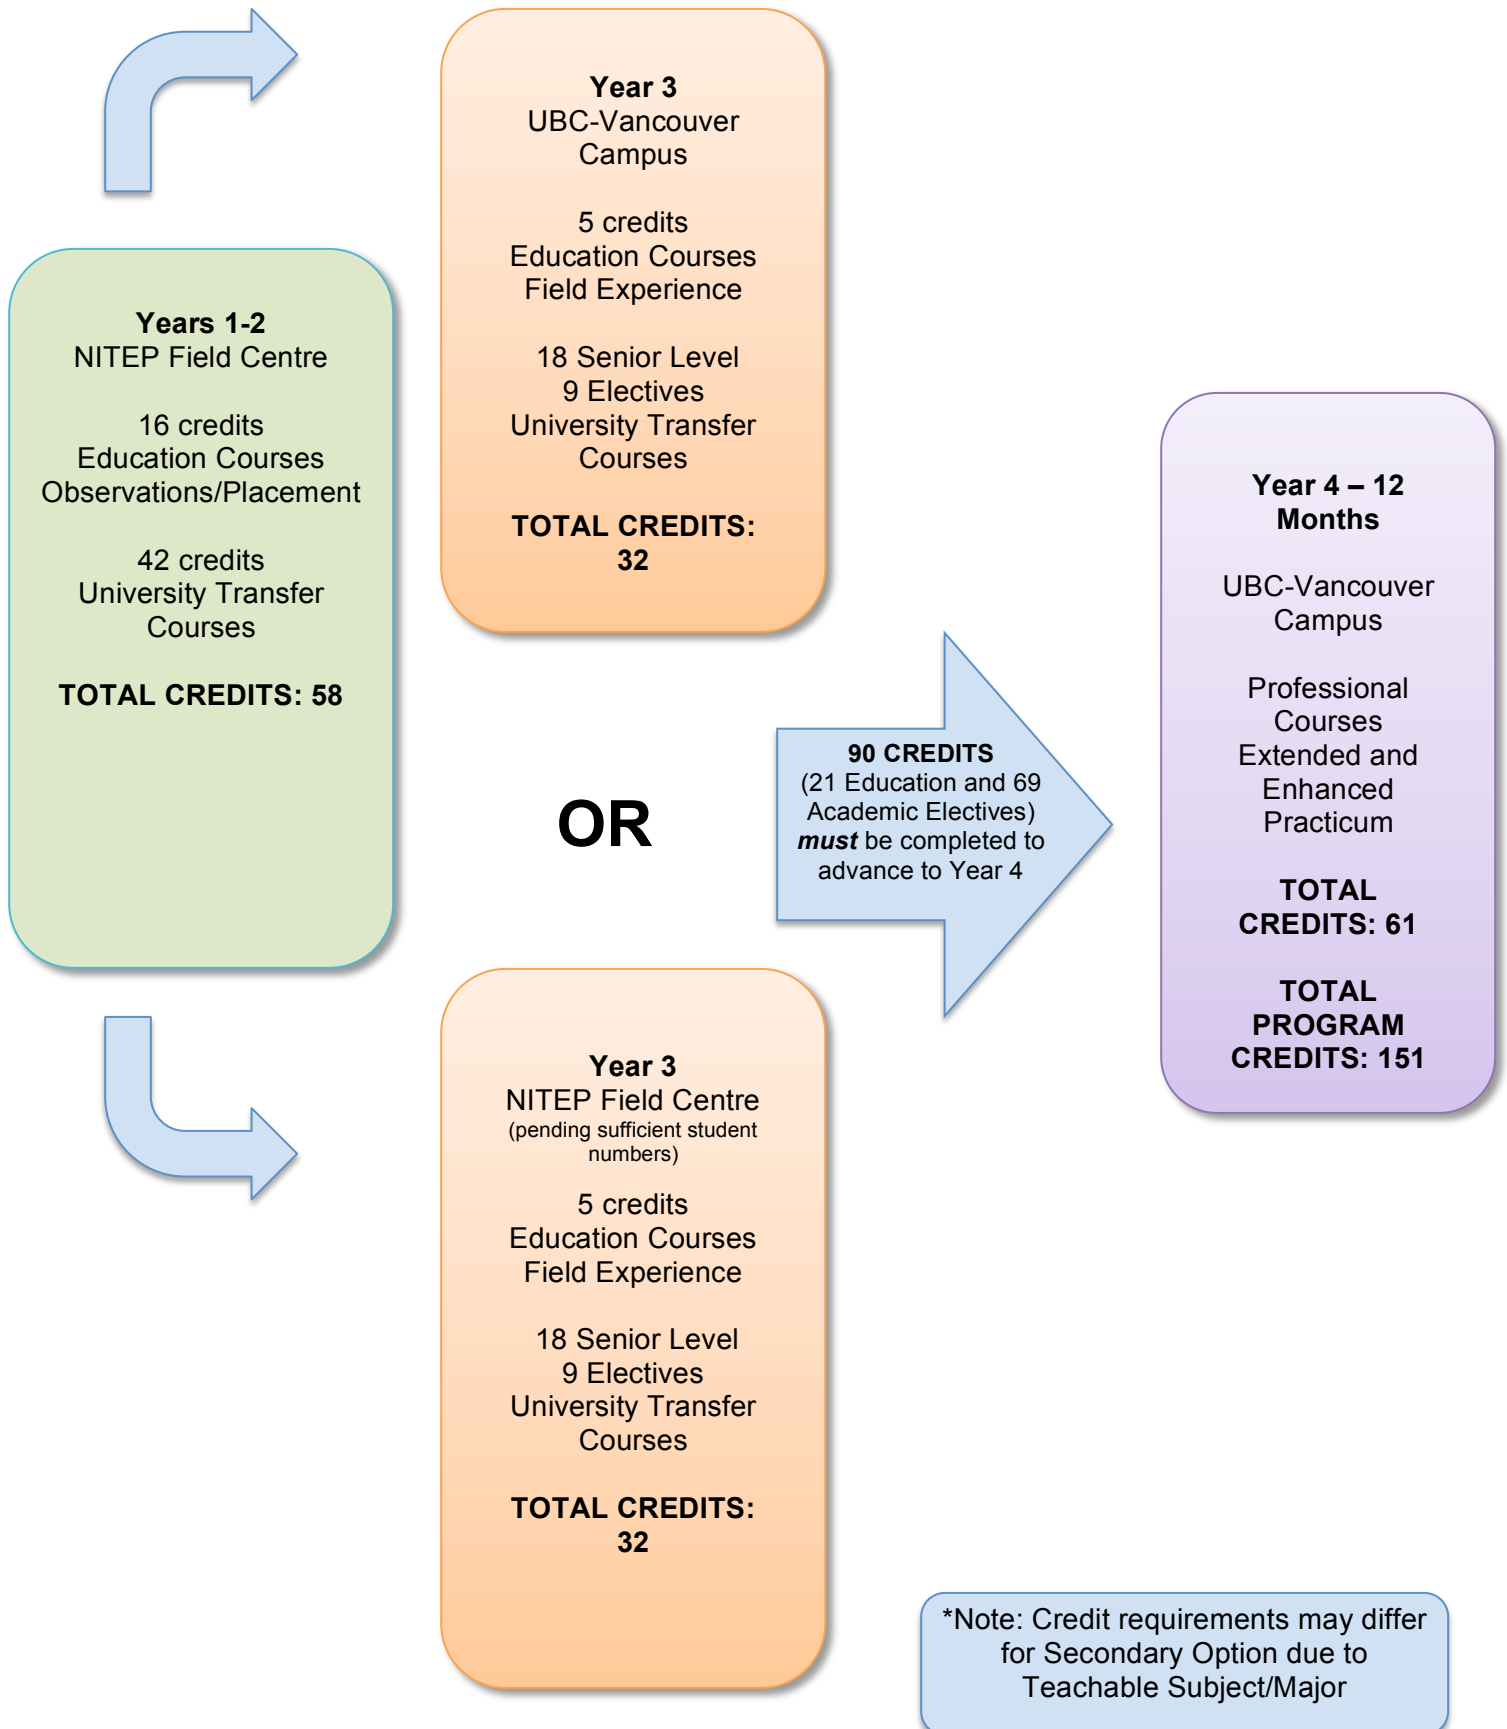 Years 1-2
NITEP Field Centre
16 credits
Education Courses
Observations/Placement
42 credits
University Transfer
Courses
TOTAL CREDITS: 58
Year 3
UBC-Vancouver
Campus
5 credits
Education Courses
Field Experience
18 Senior Level
9 Electives
University Transfer
Courses
TOTAL CREDITS:
32
OR
Year 3
NITEP Field Centre
(pending sufficient student
numbers)
5 credits
Education Courses
Field Experience
18 Senior Level
9 Electives
University Transfer
Courses
TOTAL CREDITS:
32
90 CREDITS
(21 Education and 69
Academic Electives)
must be completed to
advance to Year 4
Year 4 – 12
Months
UBC-Vancouver
Campus
Professional
Courses
Extended and
Enhanced
Practicum
TOTAL
CREDITS: 61
TOTAL
PROGRAM
CREDITS: 151
*Note: Credit requirements may differ
for Secondary Option due to
Teachable Subject/Major